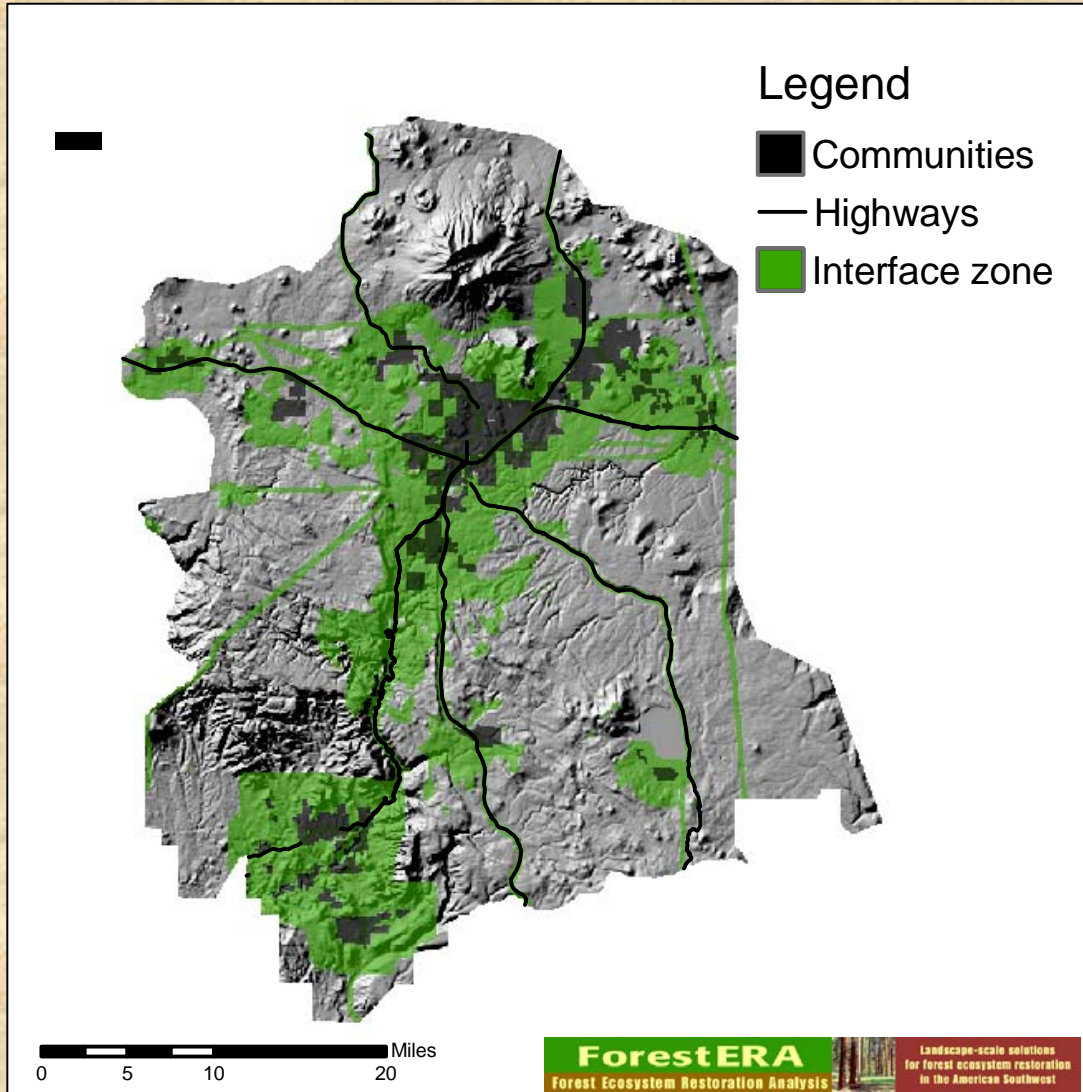 Legend
Communities
Highways
Interface zone
Miles
0 5 10 20
ForestERA
Forest Ecosystem Restoration Analysis
Landscape-scale solutions
for forest ecosystem restoration
in the American Southwest